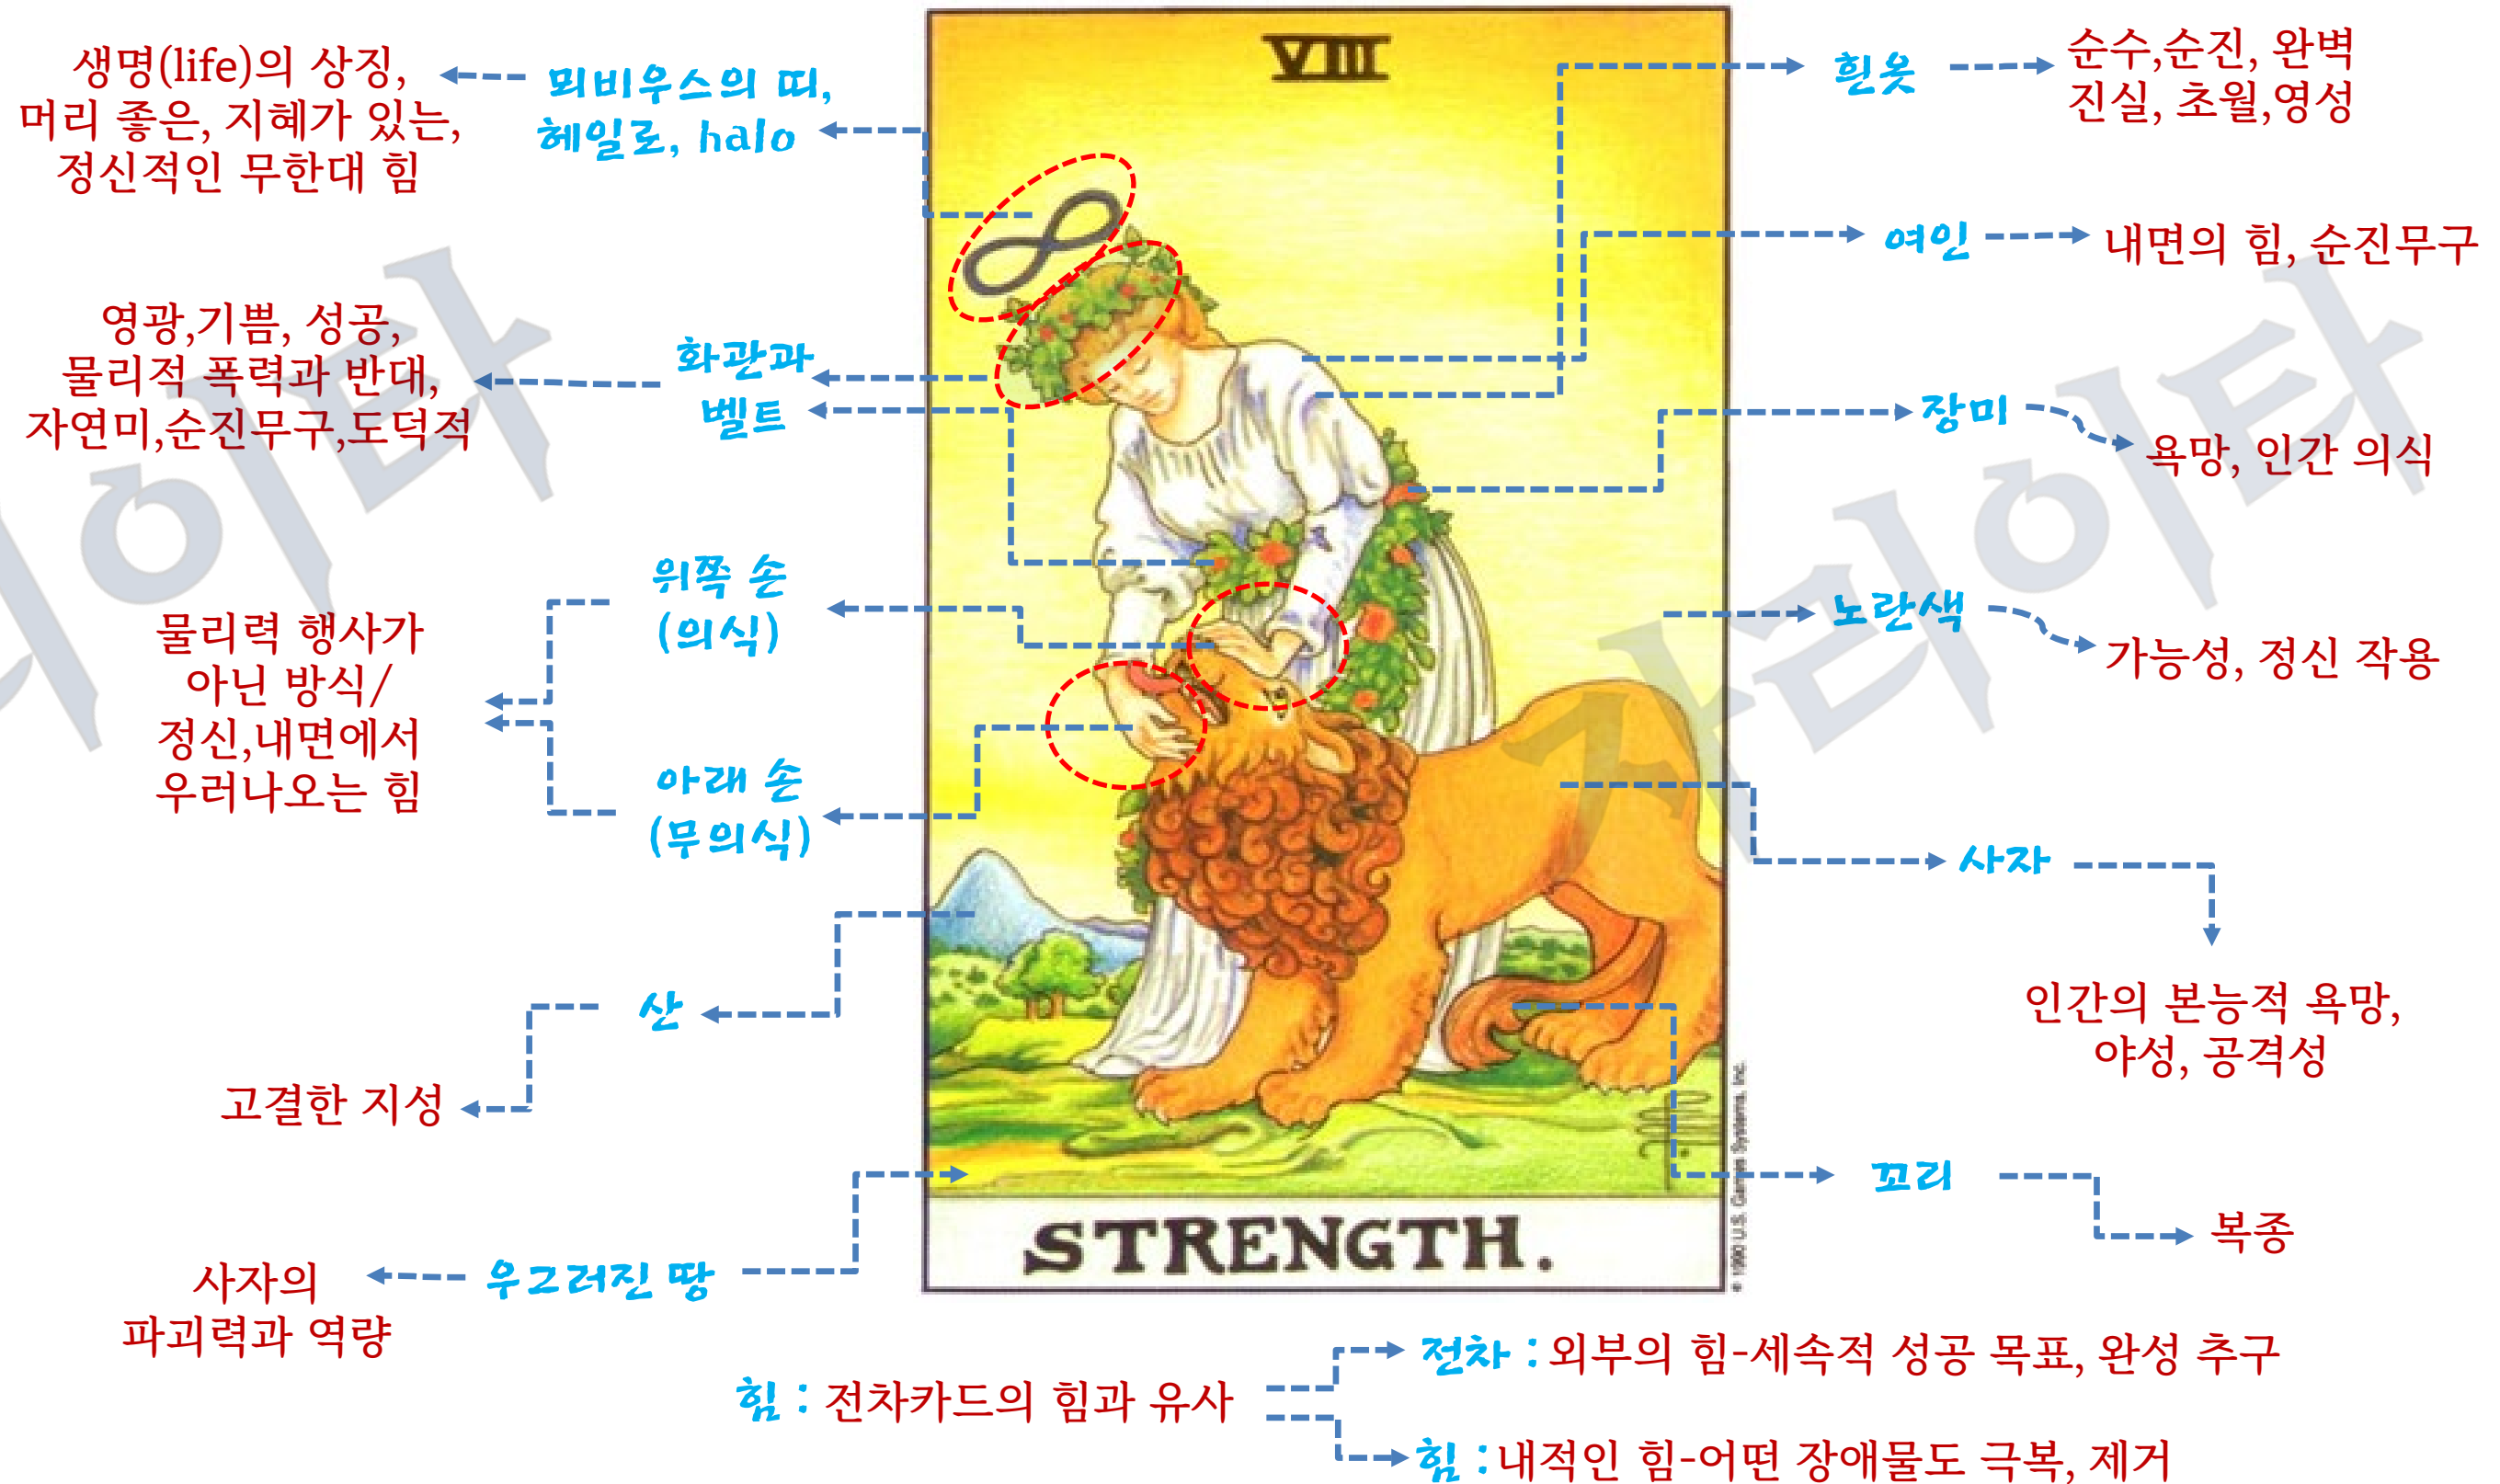 VIII
생명(life)의 상징,
머리 좋은, 지혜가 있는,
정신적인 무한대 힘
뫼비우스의 띠,
헤일로, halo
흰옷
순수,순진, 완벽
진실, 초월,영성
여인
내면의 힘, 순진무구
영광,기쁨, 성공,
물리적 폭력과 반대,
자연미,순진무구,도덕적
화관과
벨트
장미
욕망, 인간 의식
위쪽 손
(의식)
물리력 행사가
아닌 방식/
정신,내면에서
우러나오는 힘
아래 손
(무의식)
노란색
가능성, 정신 작용
사자
인간의 본능적 욕망,
야성, 공격성
산
고결한 지성
꼬리
복종
우그러진 땅
사자의
파괴력과 역량
STRENGTH.
© 1990 U.S. Games Systems, Inc.
힘 : 전차카드의 힘과 유사
전차 : 외부의 힘-세속적 성공 목표, 완성 추구
힘 : 내적인 힘-어떤 장애물도 극복, 제거